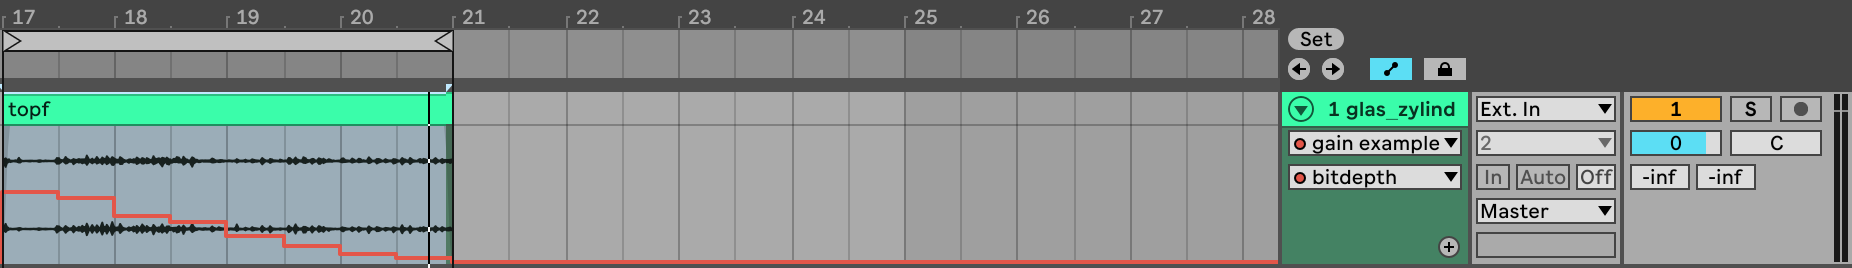 17 18 19 20 21 22 23 24 25 26 27 28
Set
topf
1 glas_zylind
Ext. In
1
S
gain example
2
0
C
bitdepth
In
Auto
Off
-inf
-inf
Master